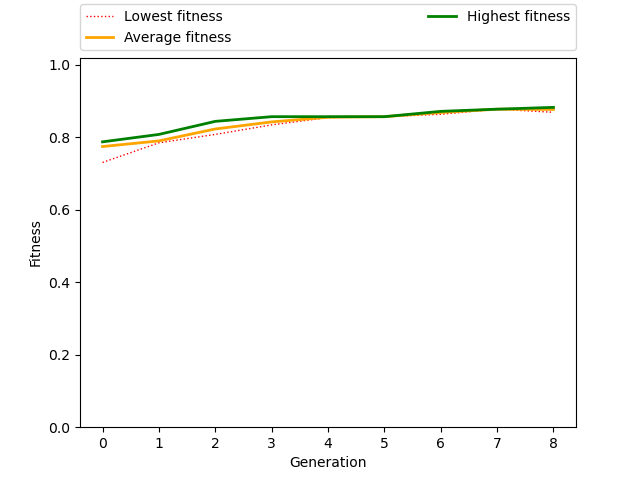 Lowest fitness
Average fitness
Highest fitness
1.0
0.8
0.6
0.4
0.2
0.0
Fitness
0 1 2 3 4 5 6 7 8
Generation